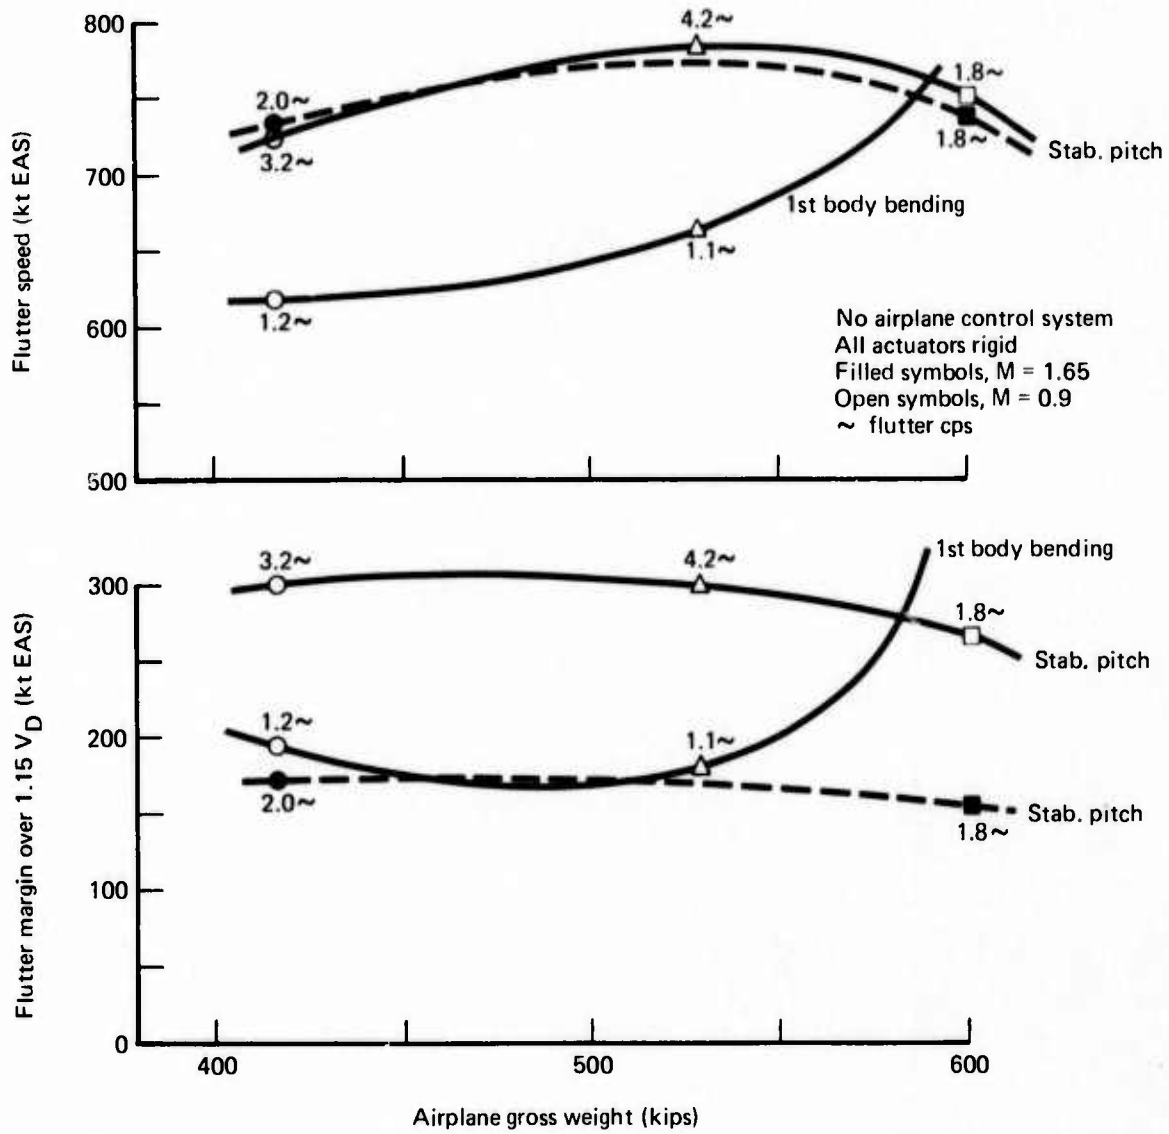 800
700
600
500
Flutter speed (kt EAS)
4.2~
2.0~
3.2~
1.8~
1.8~
Stab. pitch
1st body bending
1.1~
1.2~
No airplane control system
All actuators rigid
Filled symbols, M = 1.65
Open symbols, M = 0.9
~ flutter cps
300
200
100
0
Flutter margin over 1.15 VD (kt EAS)
3.2~
4.2~
1st body bending
1.8~
Stab. pitch
1.2~
1.1~
2.0~
Stab. pitch
1.8~
400
500
600
Airplane gross weight (kips)